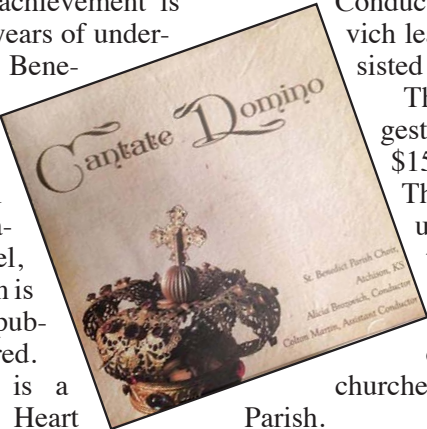 achievement is
years of under-
Bene-
el,
is
pub-
red.
is a
Heart
Cantate Domino
St. Benedict Parish Choir,
Atchison, KS
Alicia Brozovich, Conductor
Colton Martin, Assistant Conductor
Conduc
vich lea
sisted
Th
gest
$15
Th
u
churche
Parish.